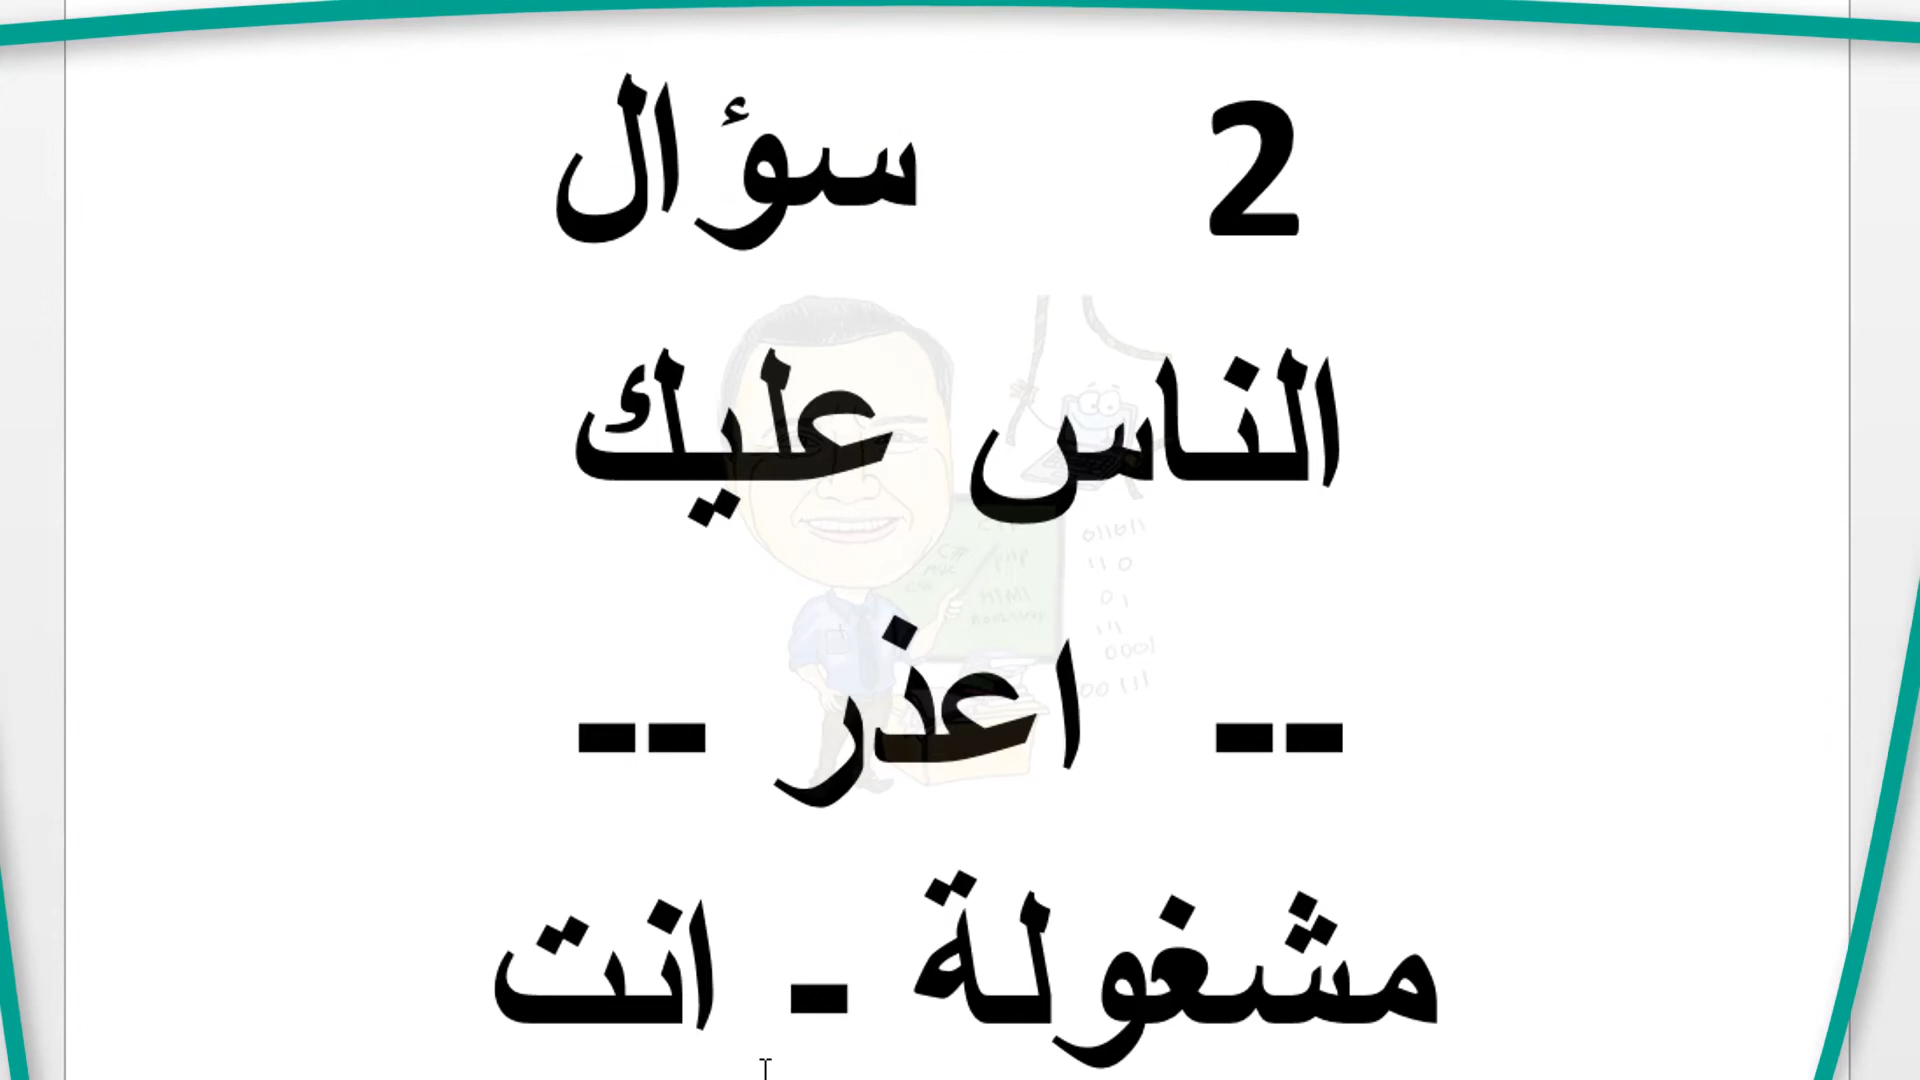 2 سؤال
الناس عليك
-- اعذر --
مشغولة - انت